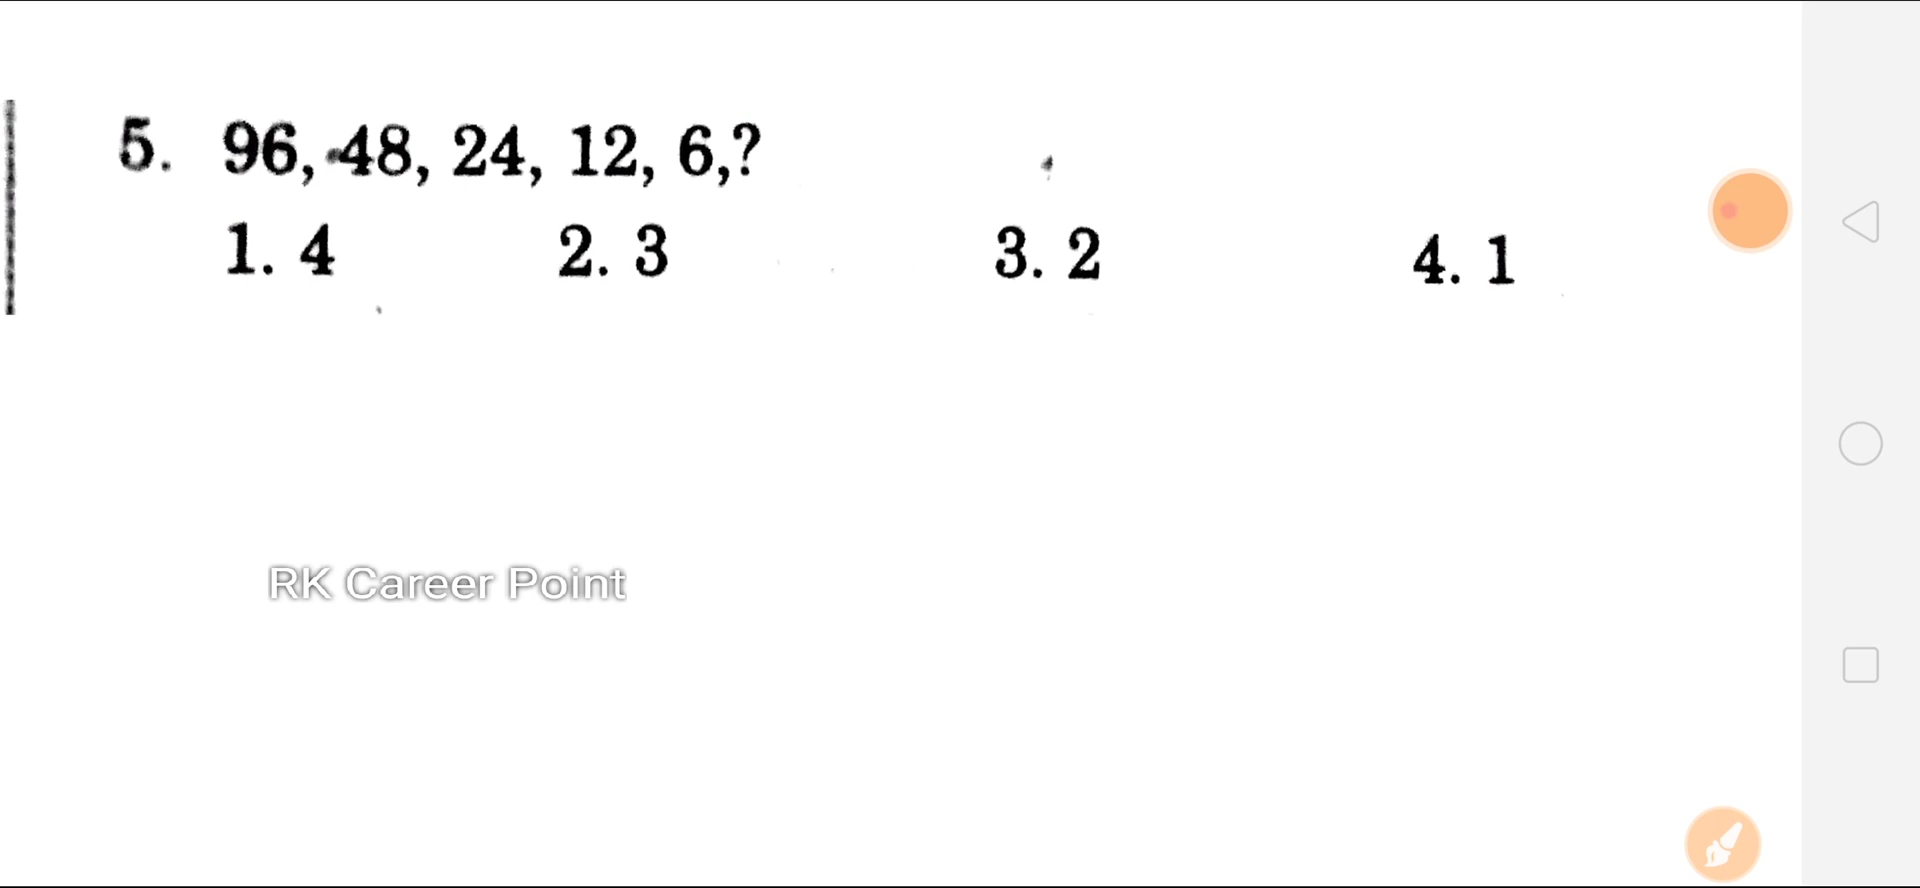 5. 96, 48, 24, 12, 6,?
1. 4 2. 3 3. 2 4. 1
RK Career Point